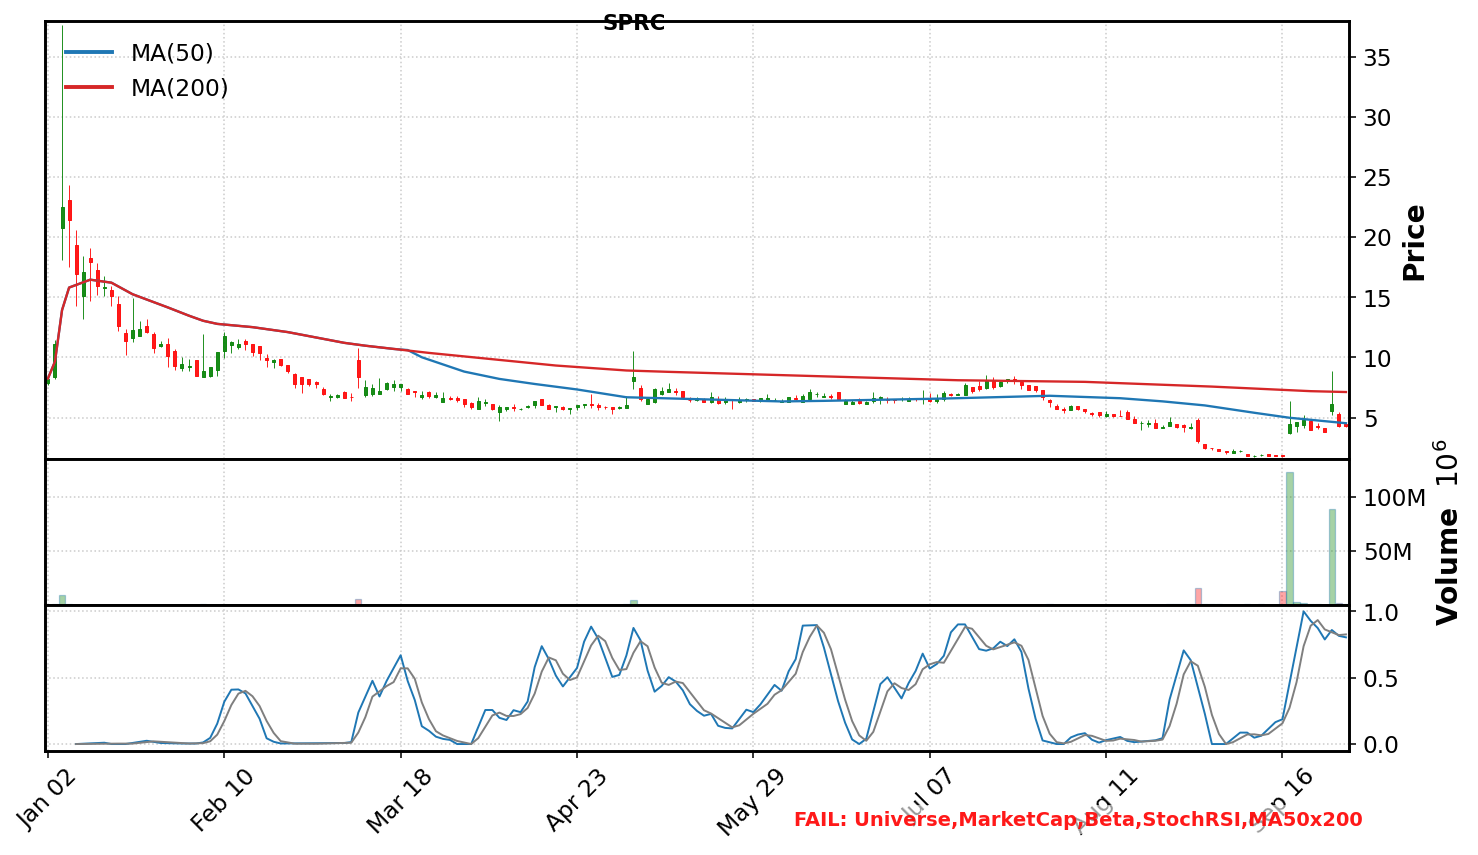 SPRC
MA(50)
MA(200)
35
30
25
20
15
10
5
Price
100M
50M
Volume 10^6
1.0
0.5
0.0
Jan 02
Feb 10
Mar 18
Apr 23
May 29
Jul 07
Aug 11
Sep 16
FAIL: Universe,MarketCap,Beta,StochRSI,MA50x200